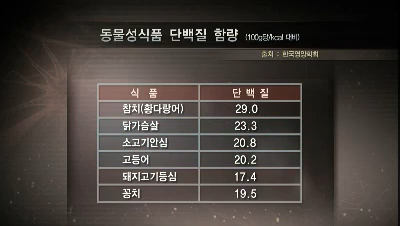 동물성식품 단백질 함량 (100g당/kcal 대비)
출처 : 한국영양학회
식 품 단 백 질
참치(황다랑어) 29.0
닭가슴살 23.3
소고기안심 20.8
고등어 20.2
돼지고기등심 17.4
꽁치 19.5